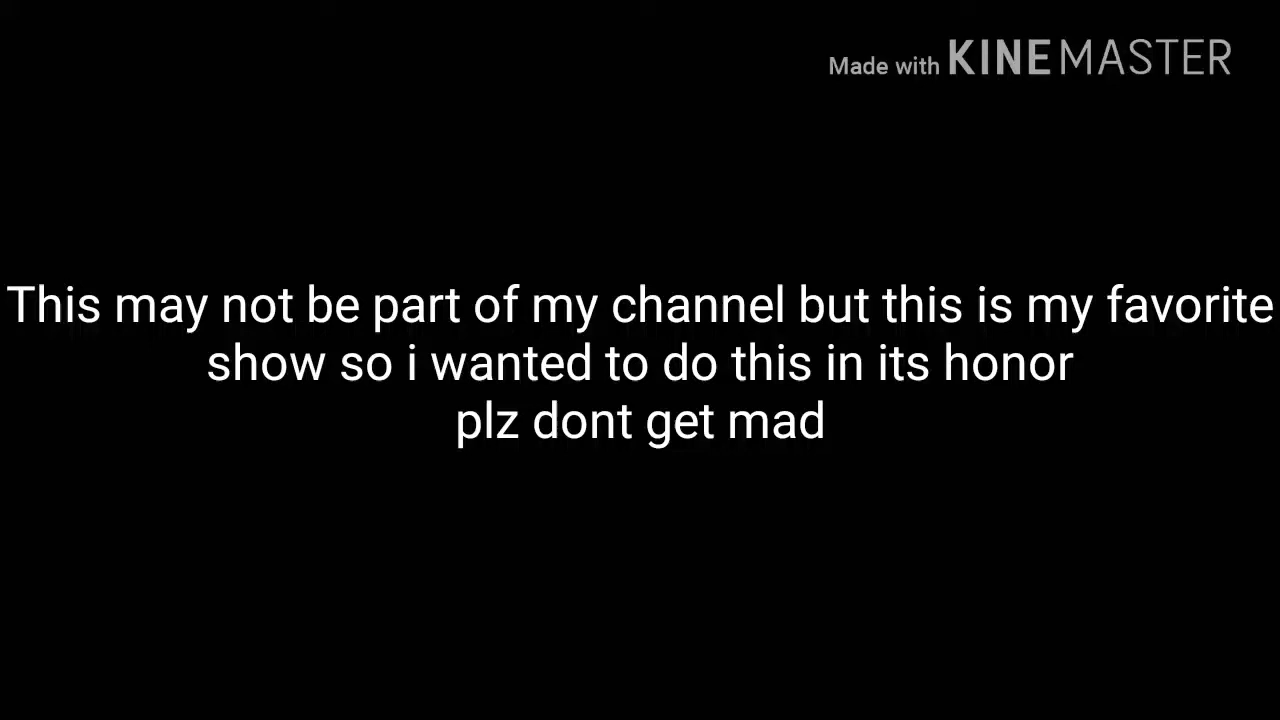 Made with KINEMASTER
This may not be part of my channel but this is my favorite
show so i wanted to do this in its honor
plz dont get mad